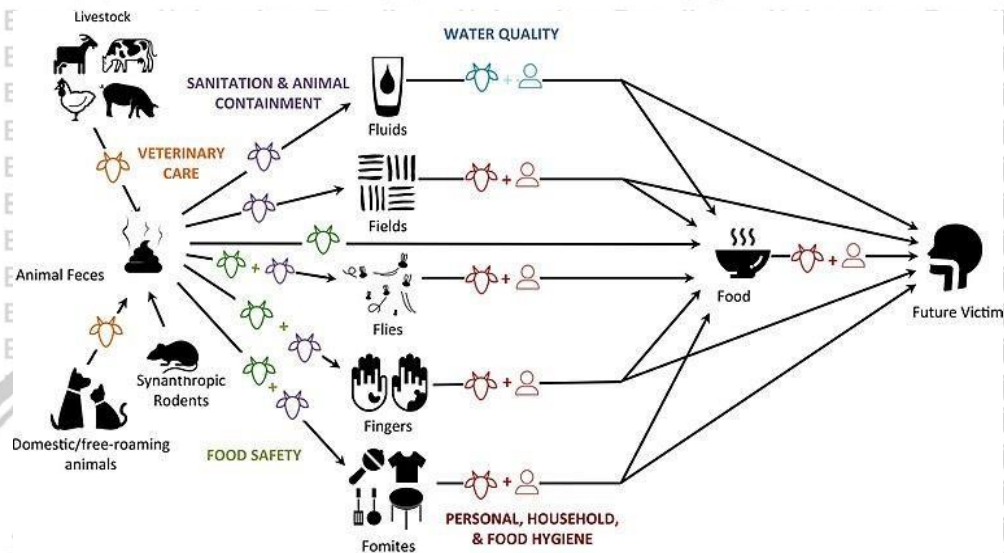 Livestock
WATER QUALITY
SANITATION & ANIMAL
CONTAINMENT
Fluids
VETERINARY
CARE
Fields
Animal Feces
Flies
Food
Future Victim
Synanthropic
Rodents
Domestic/free-roaming
animals
Fingers
FOOD SAFETY
PERSONAL, HOUSEHOLD,
& FOOD HYGIENE
Fomites